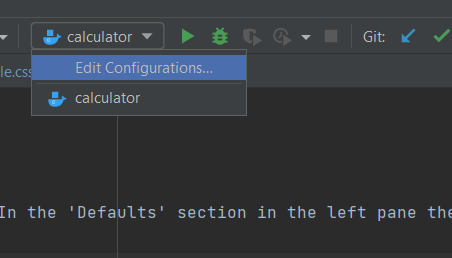 calculator
Git:
Edit Configurations...
le.css
calculator
In the 'Defaults' section in the left pane the